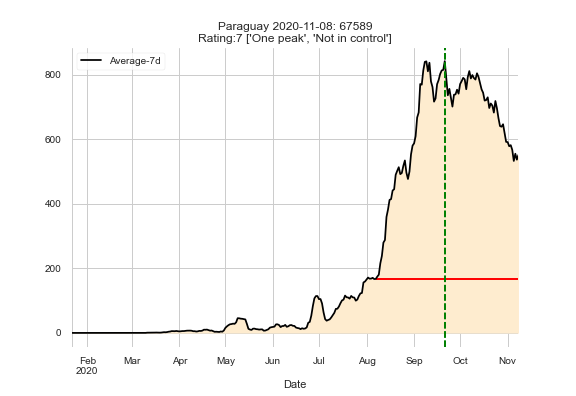 Paraguay 2020-11-08: 67589
Rating:7 ['One peak', 'Not in control']
Average-7d
800
600
400
200
0
Feb Mar Apr May Jun Jul Aug Sep Oct Nov
2020
Date